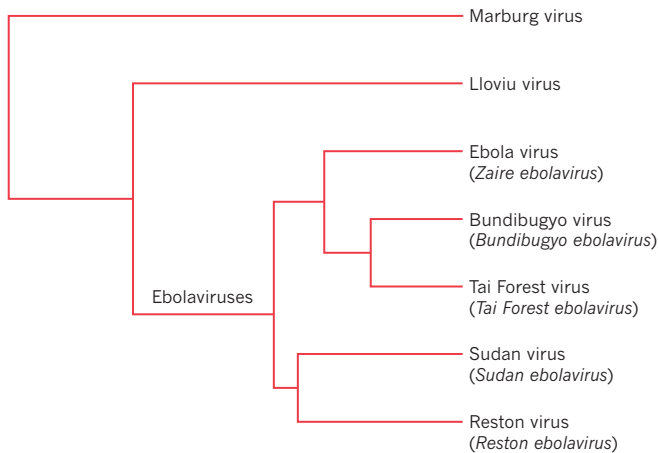 Marburg virus
Lloviu virus
Ebola virus
(Zaire ebolavirus)
Bundibugyo virus
(Bundibugyo ebolavirus)
Tai Forest virus
(Tai Forest ebolavirus)
Ebolaviruses
Sudan virus
(Sudan ebolavirus)
Reston virus
(Reston ebolavirus)